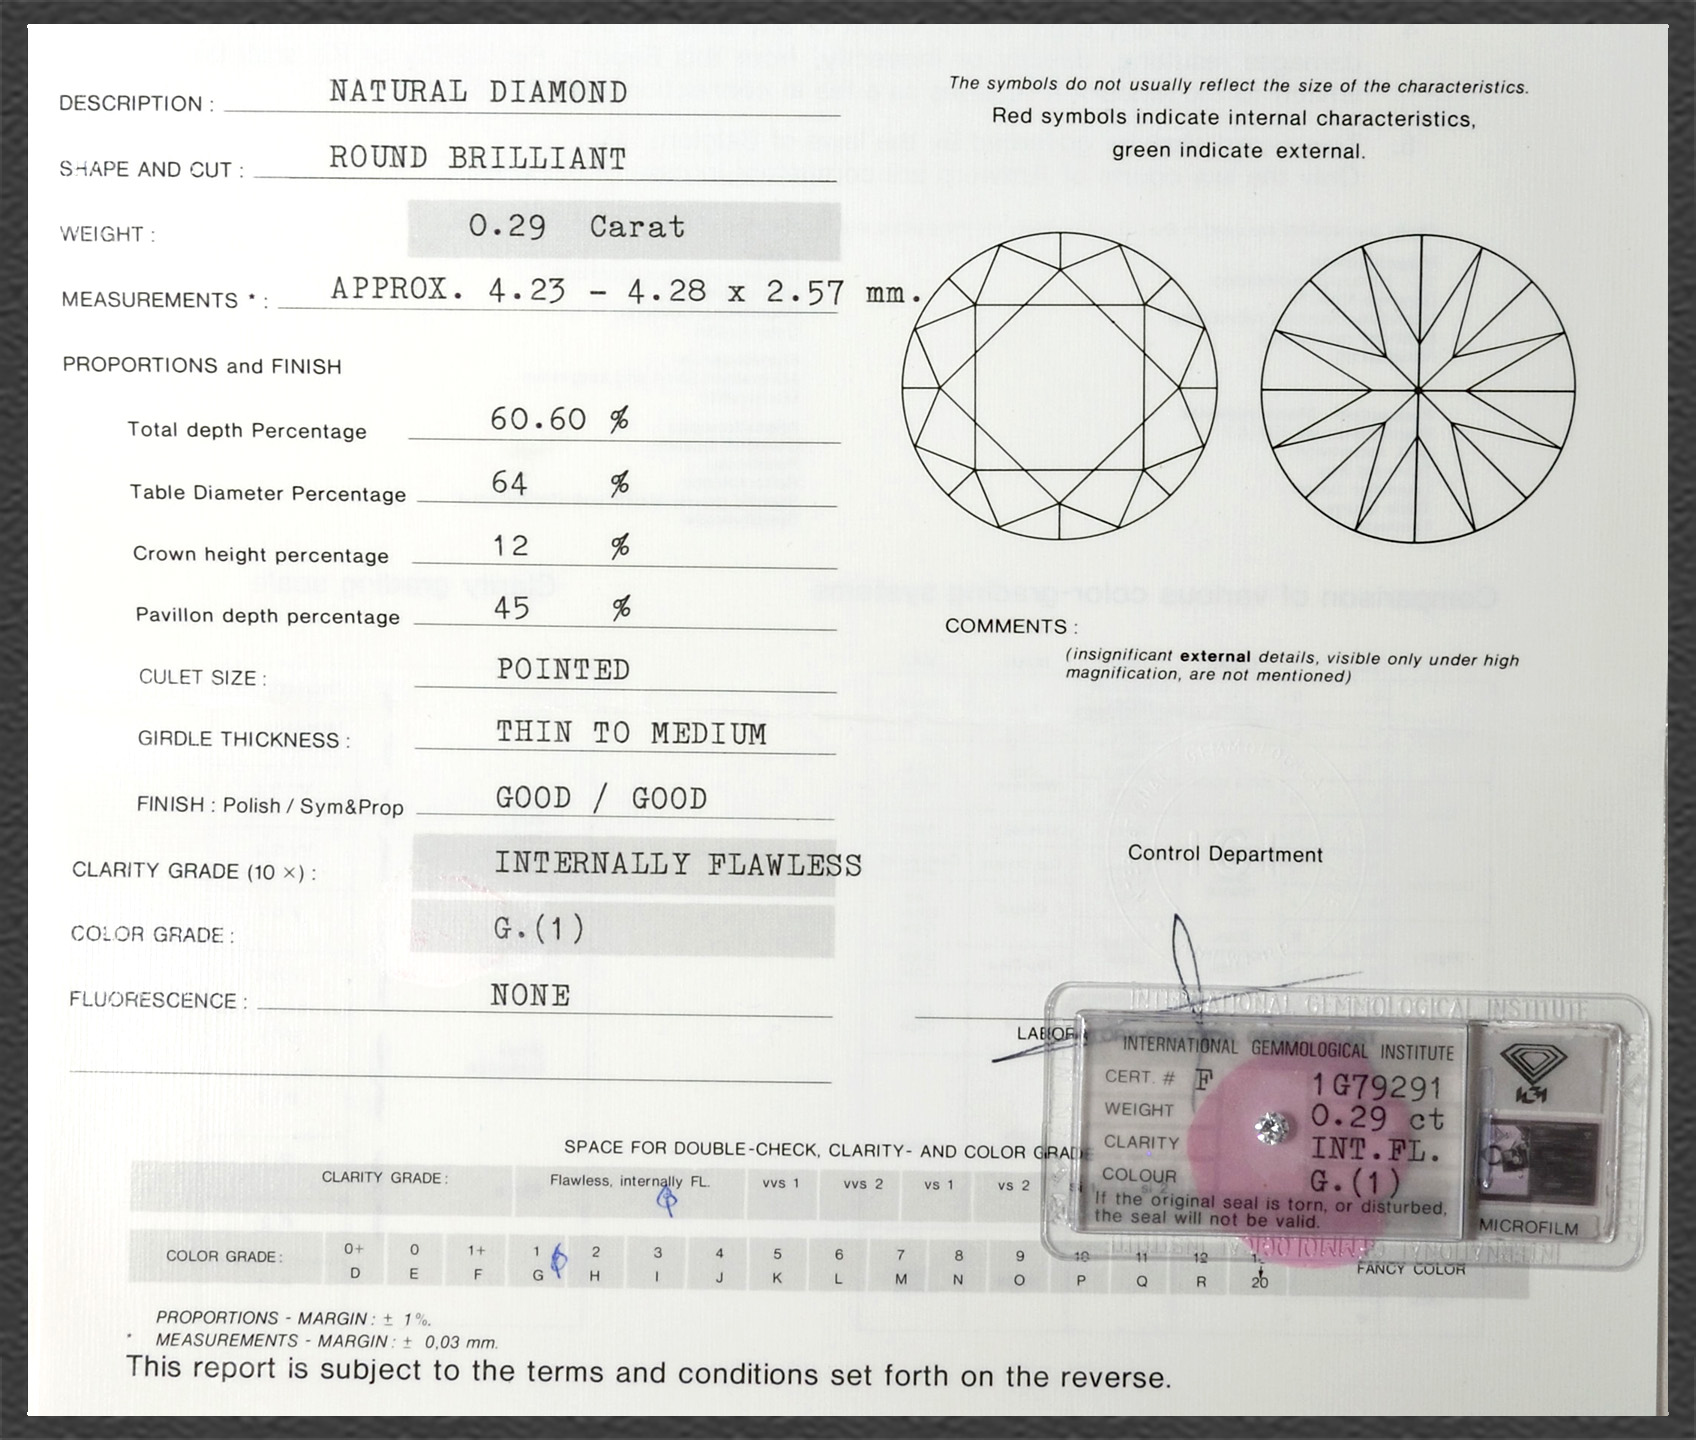 DESCRIPTION : NATURAL DIAMOND
SHAPE AND CUT : ROUND BRILLIANT
WEIGHT : 0.29 Carat
MEASUREMENTS * : APPROX. 4.23 - 4.28 x 2.57 mm.
PROPORTIONS and FINISH
Total depth Percentage 60.60 %
Table Diameter Percentage 64 %
Crown height percentage 12 %
Pavillon depth percentage 45 %
CULET SIZE : POINTED
GIRDLE THICKNESS : THIN TO MEDIUM
FINISH : Polish / Sym&Prop GOOD / GOOD
CLARITY GRADE (10 ×) : INTERNALLY FLAWLESS
COLOR GRADE : G.(1)
FLUORESCENCE : NONE
The symbols do not usually reflect the size of the characteristics.
Red symbols indicate internal characteristics,
green indicate external.
COMMENTS :
(insignificant external details, visible only under high
magnification, are not mentioned)
Control Department
INTERNATIONAL GEMMOLOGICAL INSTITUTE
INTERNATIONAL GEMMOLOGICAL INSTITUTE
CERT. # F 1G79291
WEIGHT 0.29 ct
CLARITY INT.FL.
COLOUR G.(1)
If the original seal is torn, or disturbed,
the seal will not be valid.
MICROFILM
SPACE FOR DOUBLE-CHECK, CLARITY- AND COLOR GRADE
CLARITY GRADE : Flawless, internally FL. vvs 1 vvs 2 vs 1 vs 2
COLOR GRADE : 0+ 0 1+ 1 2 3 4 5 6 7 8 9 10 11 12
D E F G H I J K L M N O P Q R 20 FANCY COLOR
PROPORTIONS - MARGIN : ± 1%.
* MEASUREMENTS - MARGIN : ± 0,03 mm.
This report is subject to the terms and conditions set forth on the reverse.